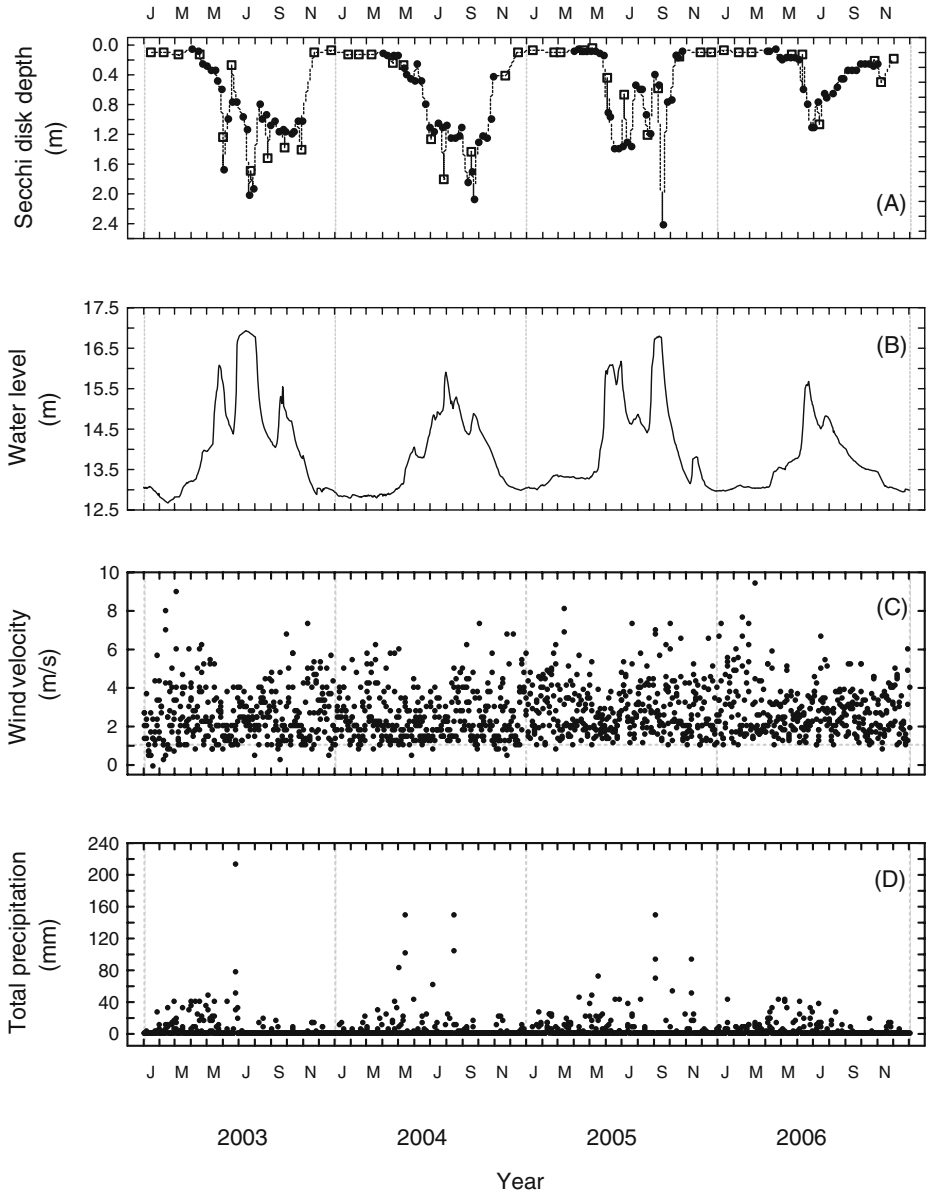 J M M J S N J M M J S N J M M J S N J M M J S N
Secchi disk depth
(m)
0.0
0.4
0.8
1.2
1.6
2.0
2.4
(A)
Water level
(m)
17.5
16.5
15.5
14.5
13.5
12.5
(B)
Wind velocity
(m/s)
10
8
6
4
2
0
(C)
Total precipitation
(mm)
240
200
160
120
80
40
0
(D)
J M M J S N J M M J S N J M M J S N J M M J S N
2003 2004 2005 2006
Year